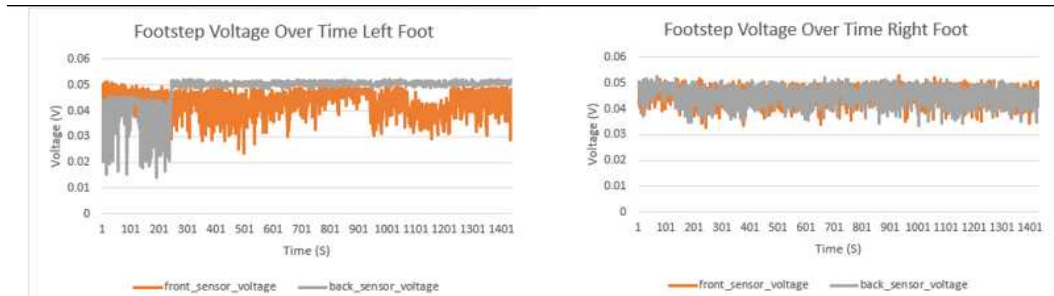 Footstep Voltage Over Time Left Foot
0.06
0.05
0.04
0.03
0.02
0.01
0
Voltage (V)
1 101 201 301 401 501 601 701 801 901 1001 1101 1201 1301 1401
Time (S)
front_sensor_voltage back_sensor_voltage
Footstep Voltage Over Time Right Foot
0.06
0.05
0.04
0.03
0.02
0.01
0
Voltage (V)
1 101 201 301 401 501 601 701 801 901 1001 1101 1201 1301 1401
Time (S)
front_sensor_voltage back_sensor_voltage